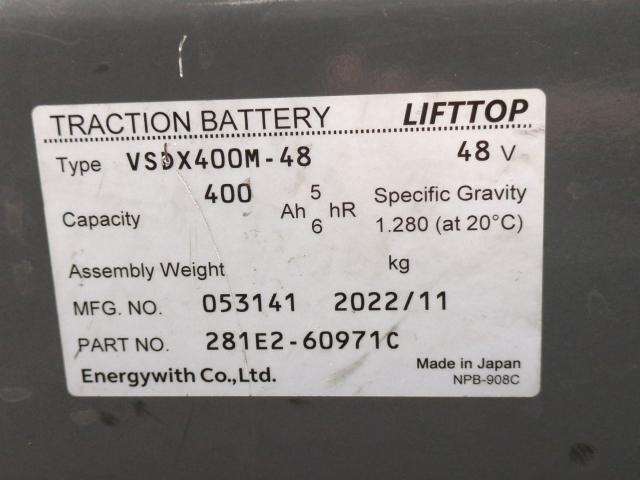 TRACTION BATTERY LIFTTOP
Type VSDX400M-48 48 V
Capacity 400 Ah 5 hR Specific Gravity
6 1.280 (at 20°C)
Assembly Weight kg
MFG. NO. 053141 2022/11
PART NO. 281E2-60971C
Energywith Co.,Ltd. Made in Japan
NPB-908C